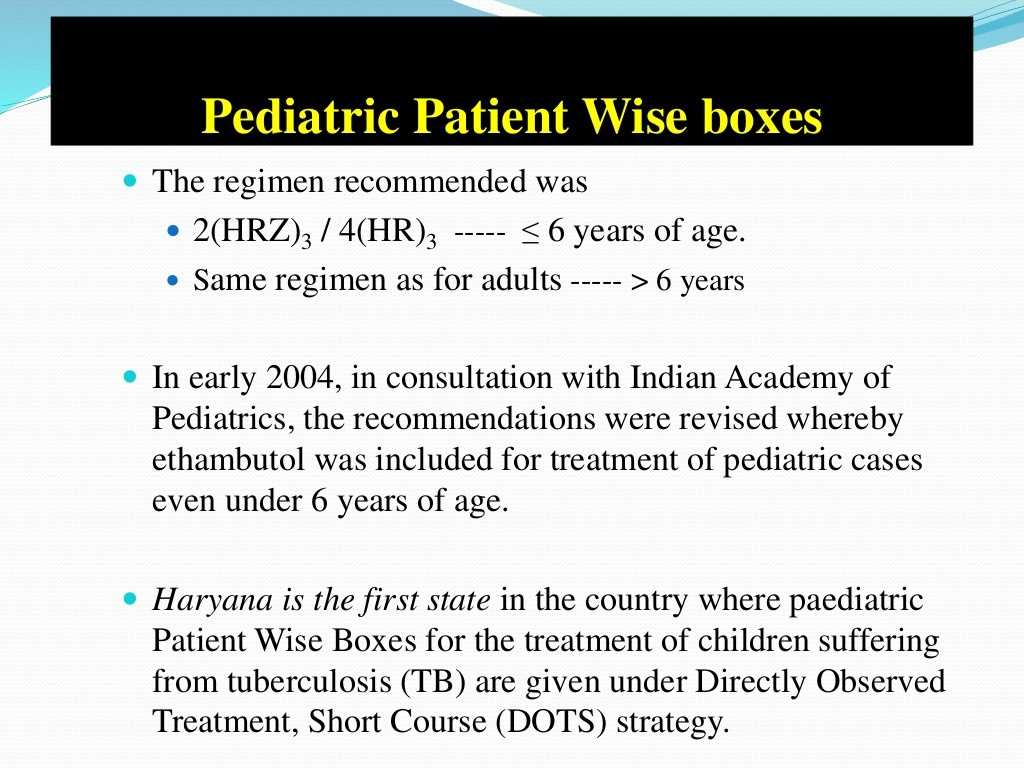 Pediatric Patient Wise boxes
• The regimen recommended was
• 2(HRZ)₃ / 4(HR)₃ ----- ≤ 6 years of age.
• Same regimen as for adults ----- > 6 years
• In early 2004, in consultation with Indian Academy of
Pediatrics, the recommendations were revised whereby
ethambutol was included for treatment of pediatric cases
even under 6 years of age.
• Haryana is the first state in the country where paediatric
Patient Wise Boxes for the treatment of children suffering
from tuberculosis (TB) are given under Directly Observed
Treatment, Short Course (DOTS) strategy.